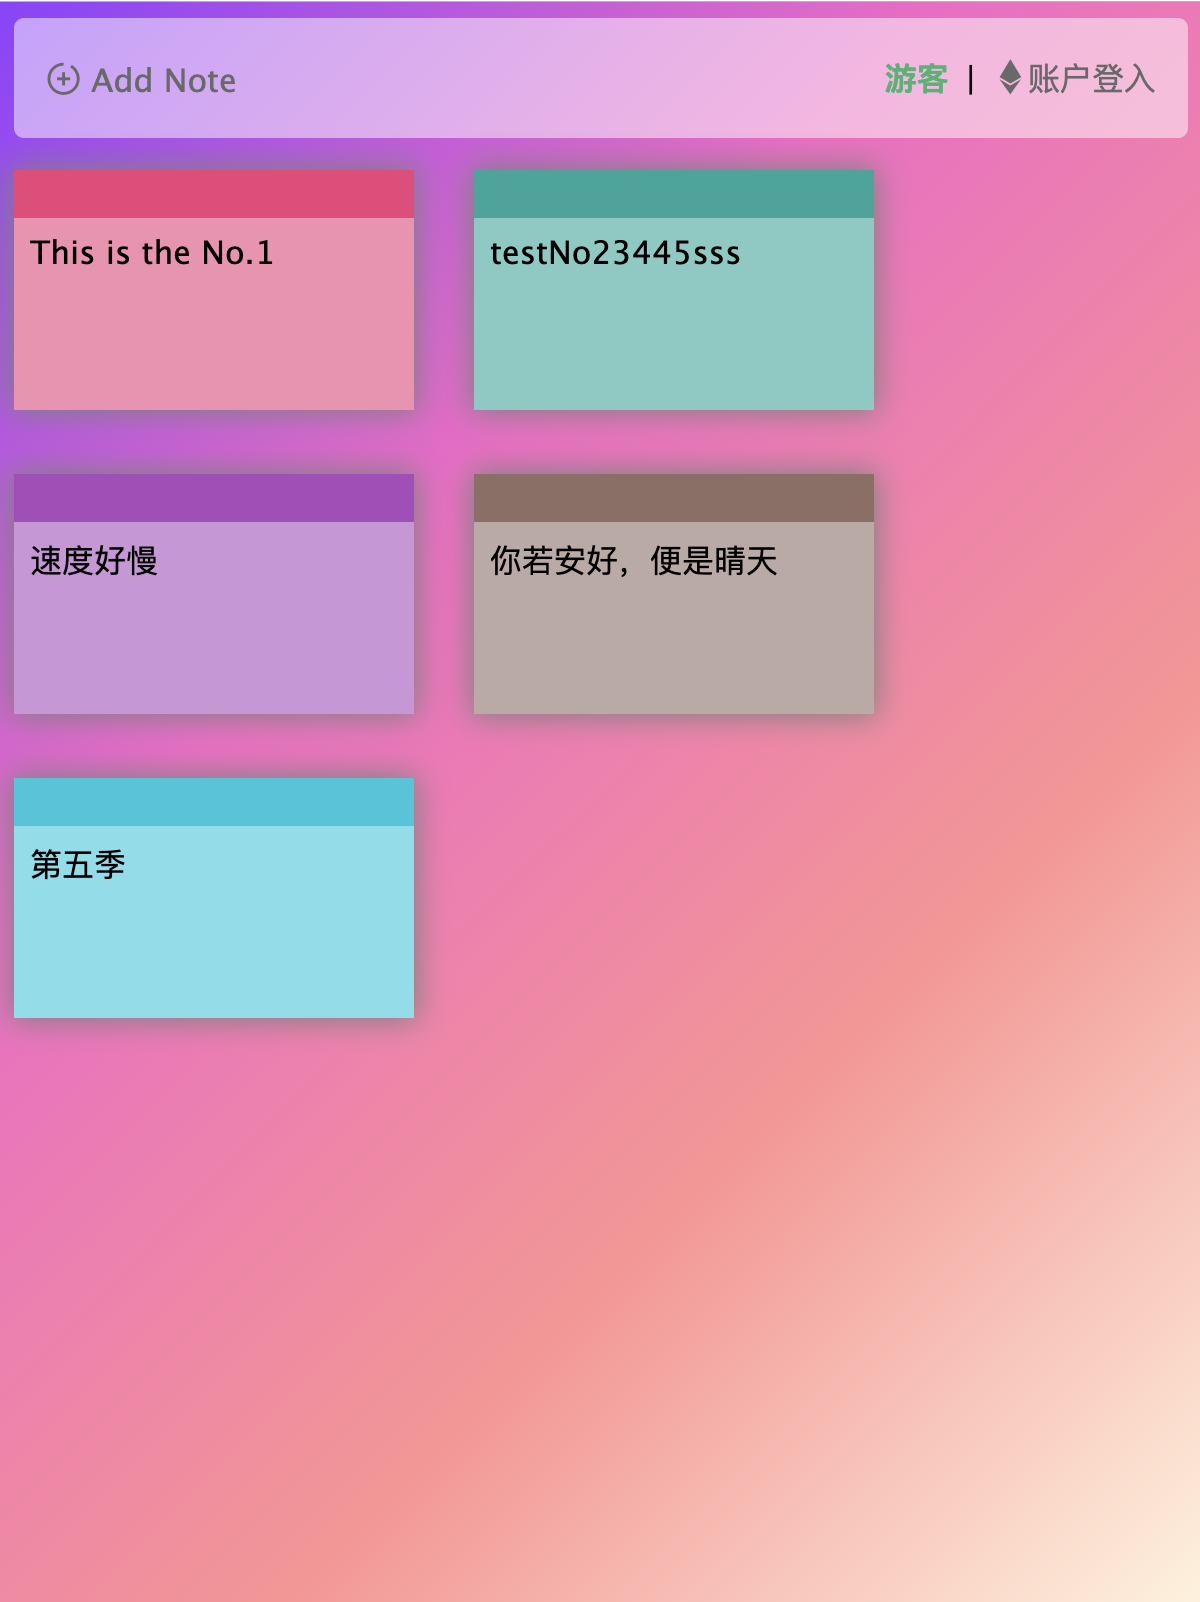 Add Note
游客 | 账户登入
This is the No.1
testNo23445sss
速度好慢
你若安好，便是晴天
第五季